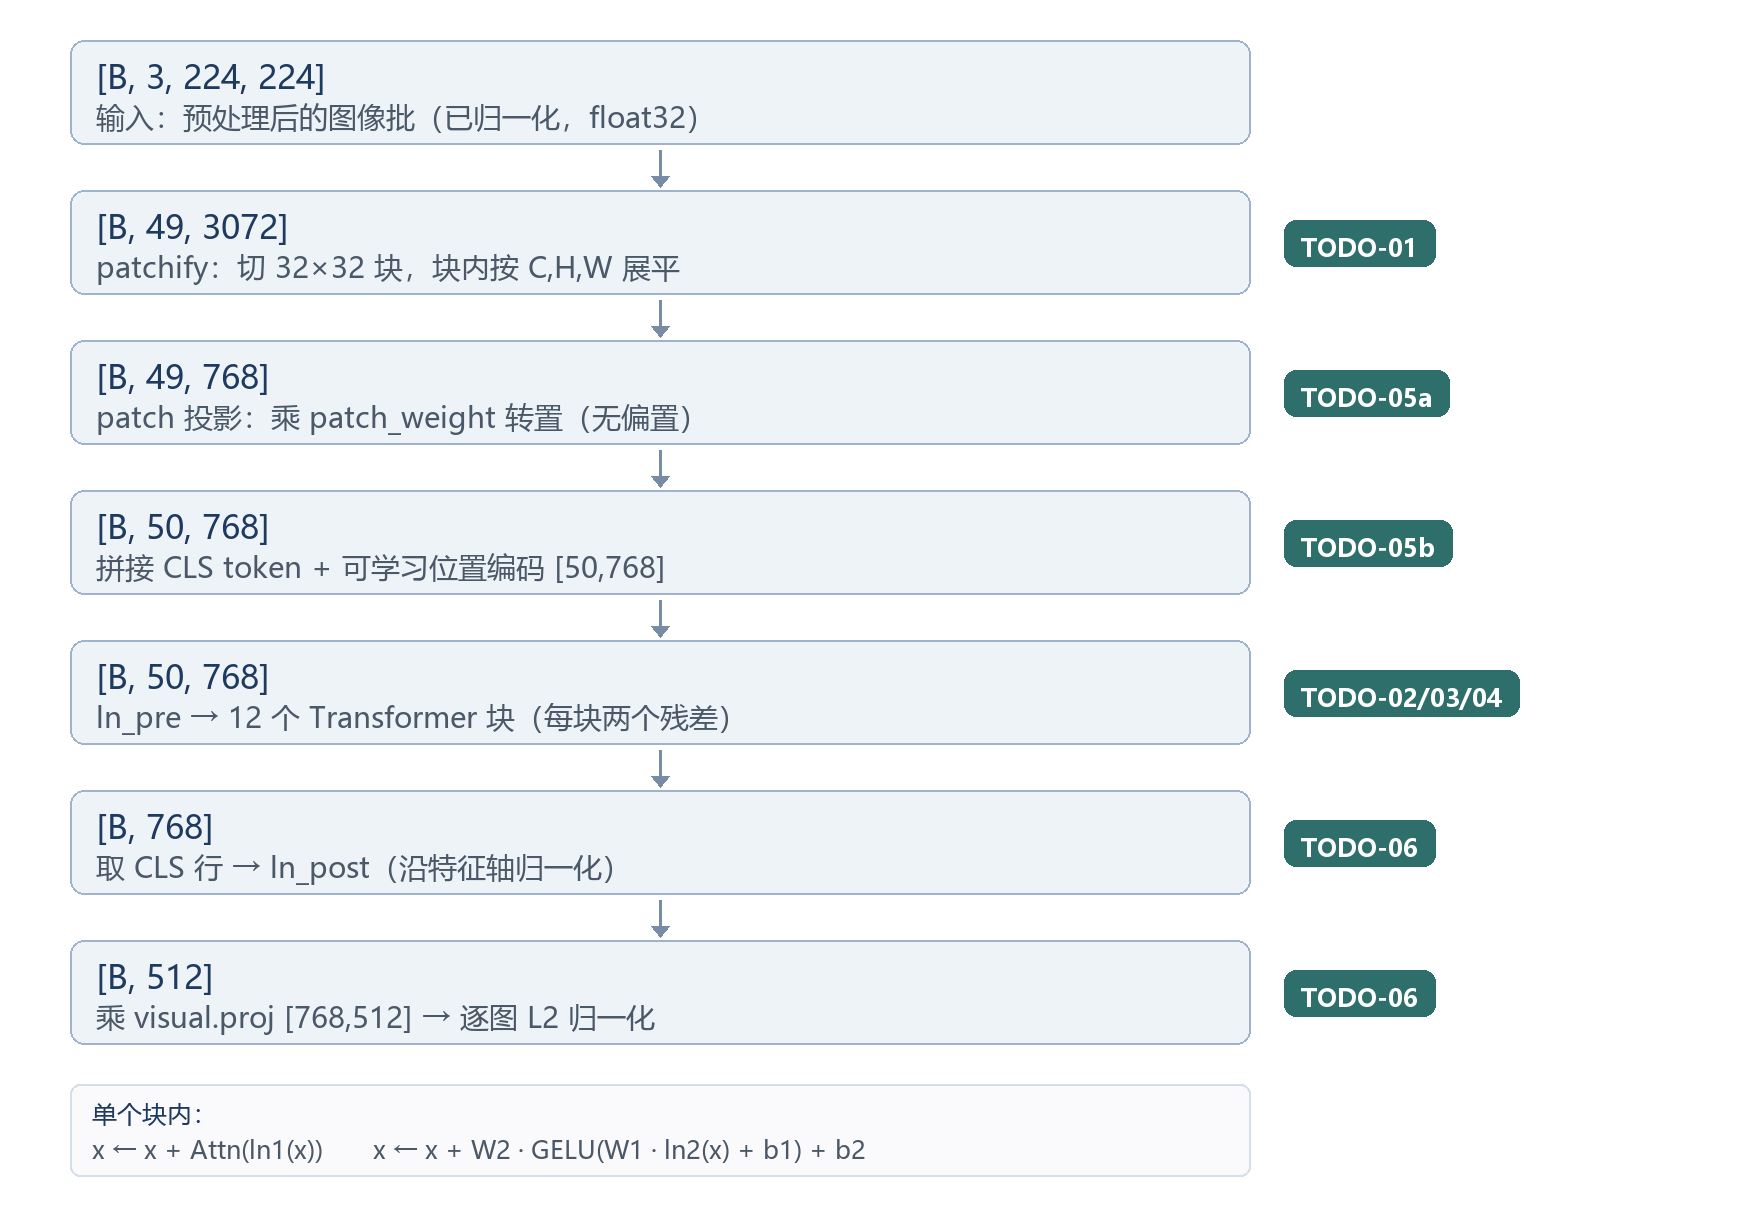 [B, 3, 224, 224]
输入：预处理后的图像批（已归一化，float32）
[B, 49, 3072]
patchify：切 32×32 块，块内按 C,H,W 展平
TODO-01
[B, 49, 768]
patch 投影：乘 patch_weight 转置（无偏置）
TODO-05a
[B, 50, 768]
拼接 CLS token + 可学习位置编码 [50,768]
TODO-05b
[B, 50, 768]
ln_pre → 12 个 Transformer 块（每块两个残差）
TODO-02/03/04
[B, 768]
取 CLS 行 → ln_post（沿特征轴归一化）
TODO-06
[B, 512]
乘 visual.proj [768,512] → 逐图 L2 归一化
TODO-06
单个块内：
x ← x + Attn(ln1(x))  x ← x + W2 · GELU(W1 · ln2(x) + b1) + b2